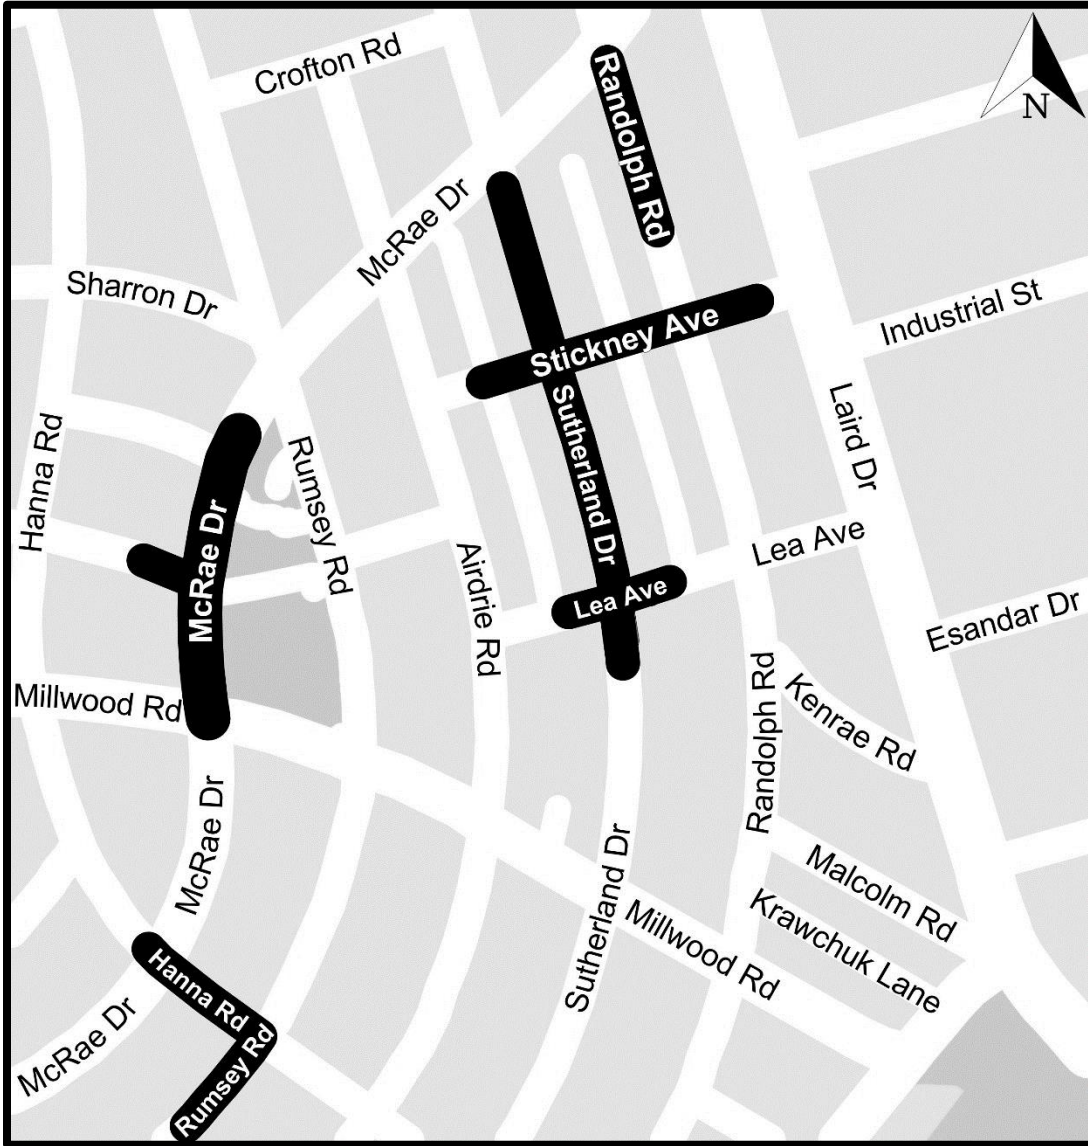 Crofton Rd
Randolph Rd
N
McRae Dr
Sharron Dr
Industrial St
Stickney Ave
Hanna Rd
Rumsey Rd
Sutherland Dr
Laird Dr
McRae Dr
Airdrie Rd
Lea Ave
Lea Ave
Esandar Dr
Millwood Rd
Randolph Rd
Kenrae Rd
McRae Dr
Sutherland Dr
Millwood Rd
Malcolm Rd
Krawchuk Lane
Hanna Rd
McRae Dr
Rumsey Rd